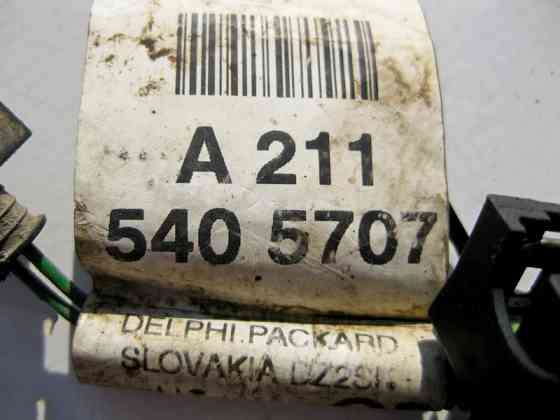 A 211
540 5707
DELPHI.PACKARD
SLOVAKIA